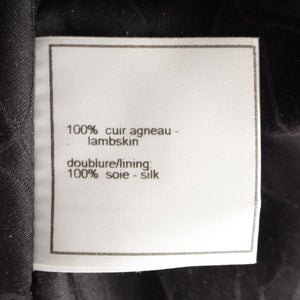 100% cuir agneau -
lambskin
doublure/lining:
100% soie - silk